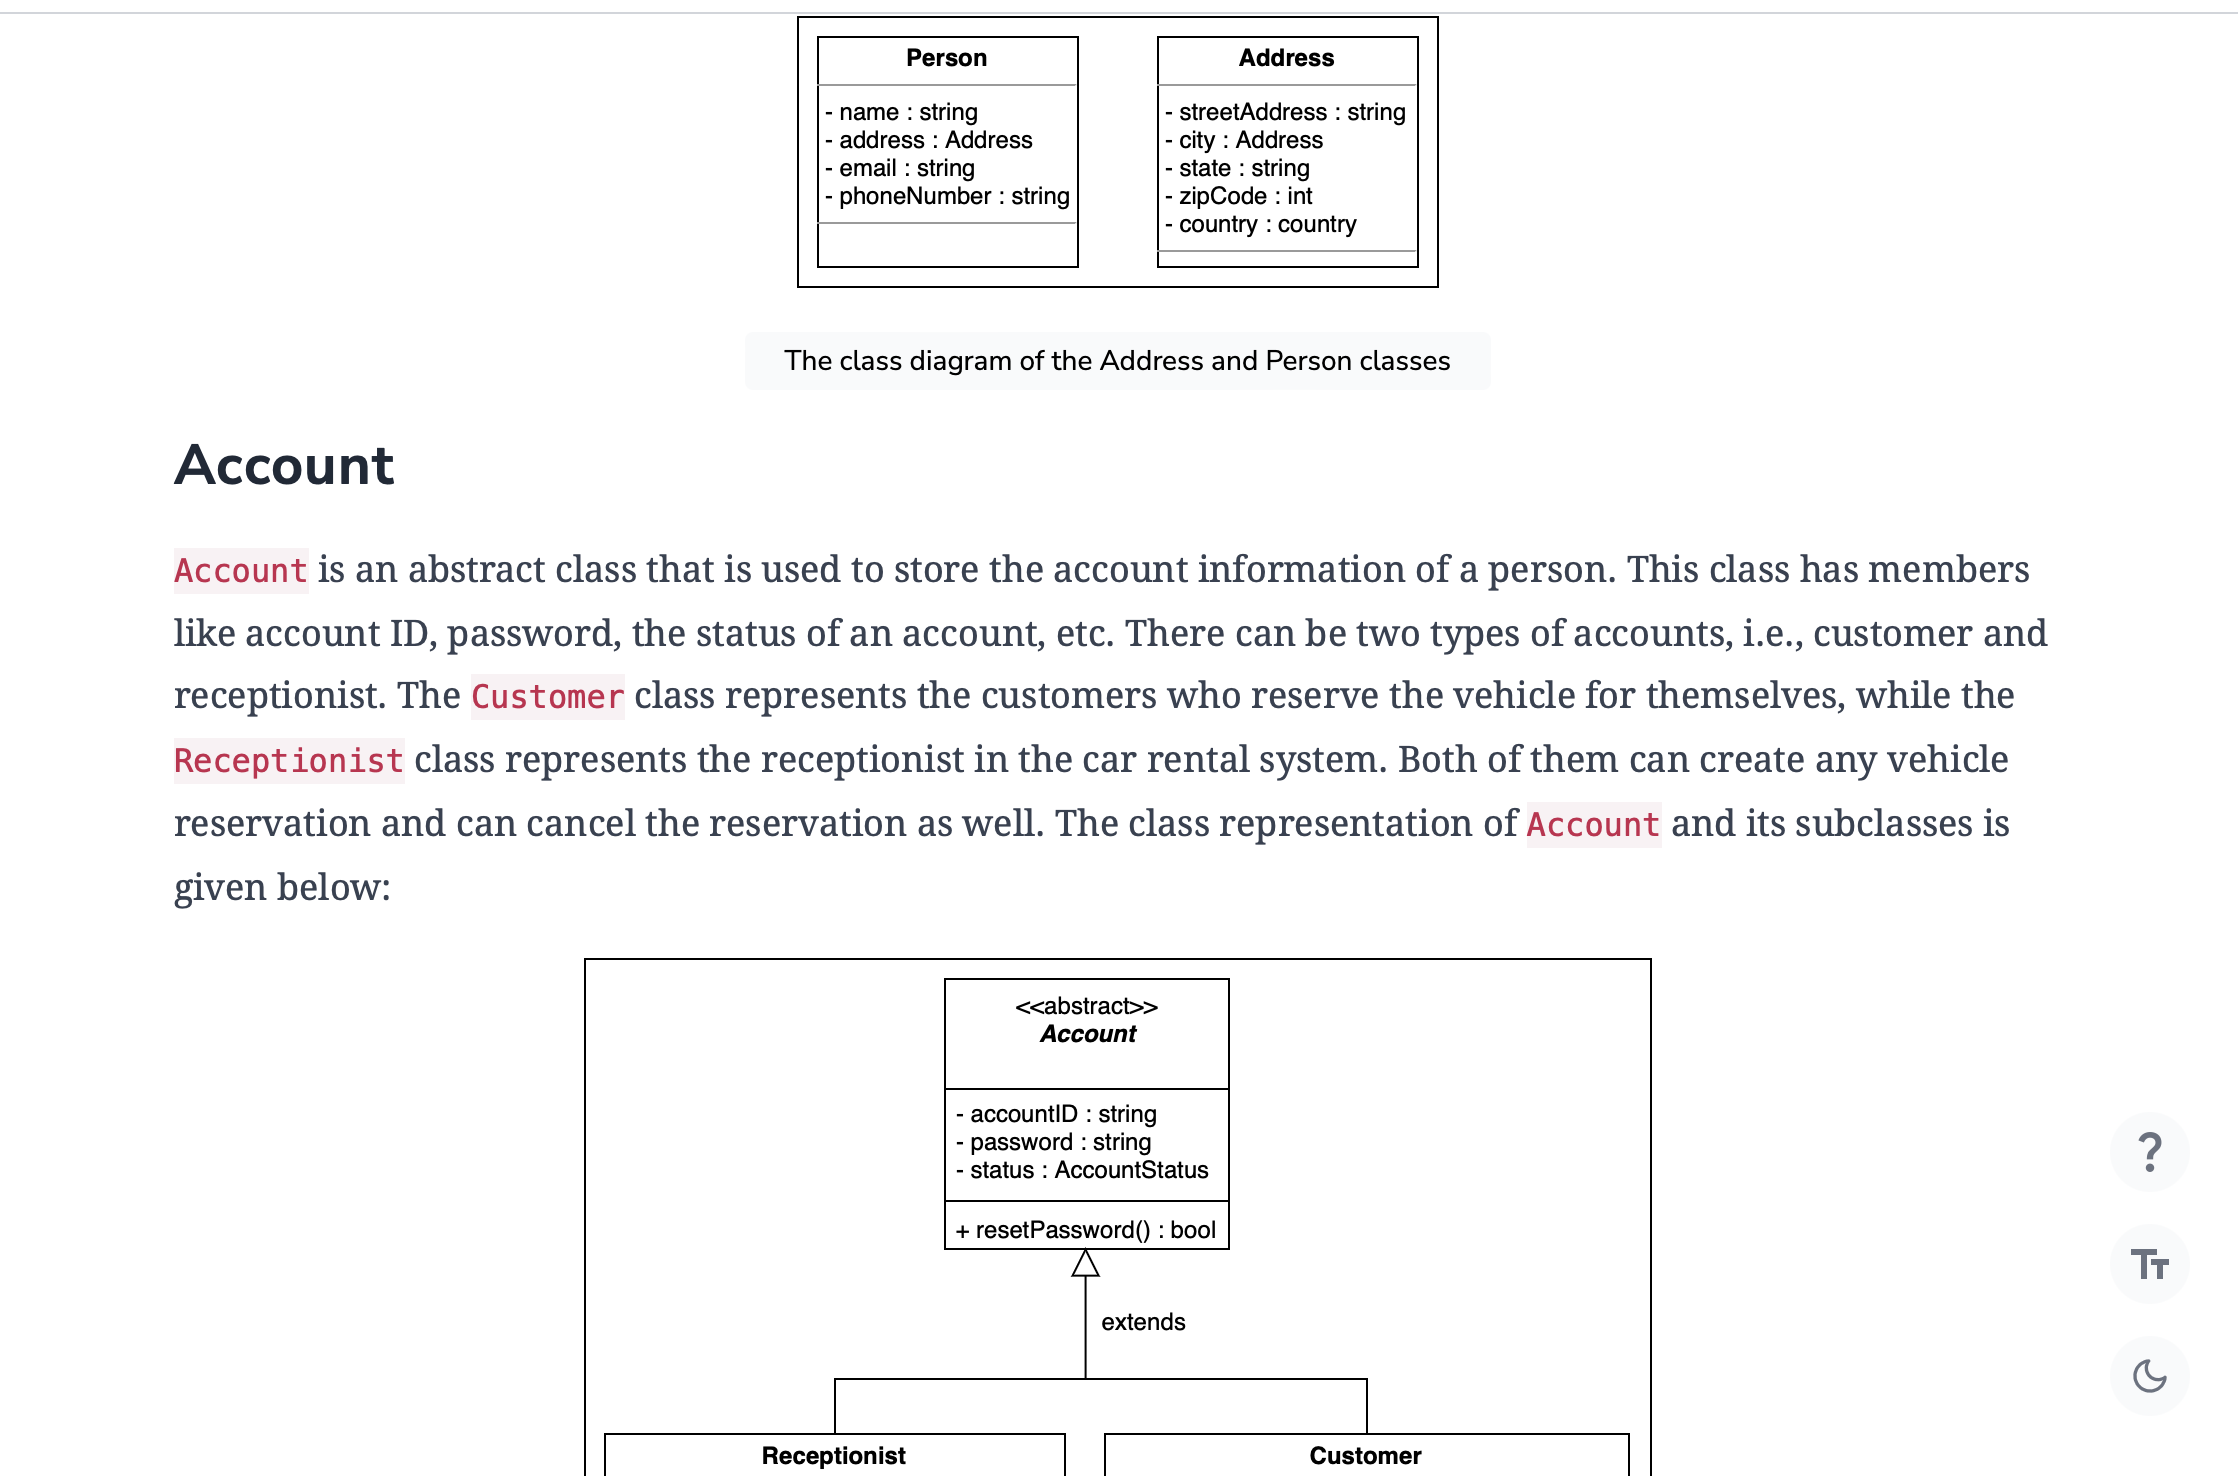 Person
- name : string
- address : Address
- email : string
- phoneNumber : string
Address
- streetAddress : string
- city : Address
- state : string
- zipCode : int
- country : country
The class diagram of the Address and Person classes
Account
Account is an abstract class that is used to store the account information of a person. This class has members
like account ID, password, the status of an account, etc. There can be two types of accounts, i.e., customer and
receptionist. The Customer class represents the customers who reserve the vehicle for themselves, while the
Receptionist class represents the receptionist in the car rental system. Both of them can create any vehicle
reservation and can cancel the reservation as well. The class representation of Account and its subclasses is
given below:
<<abstract>>
Account
- accountID : string
- password : string
- status : AccountStatus
+ resetPassword() : bool
extends
Receptionist
Customer
?
Tт